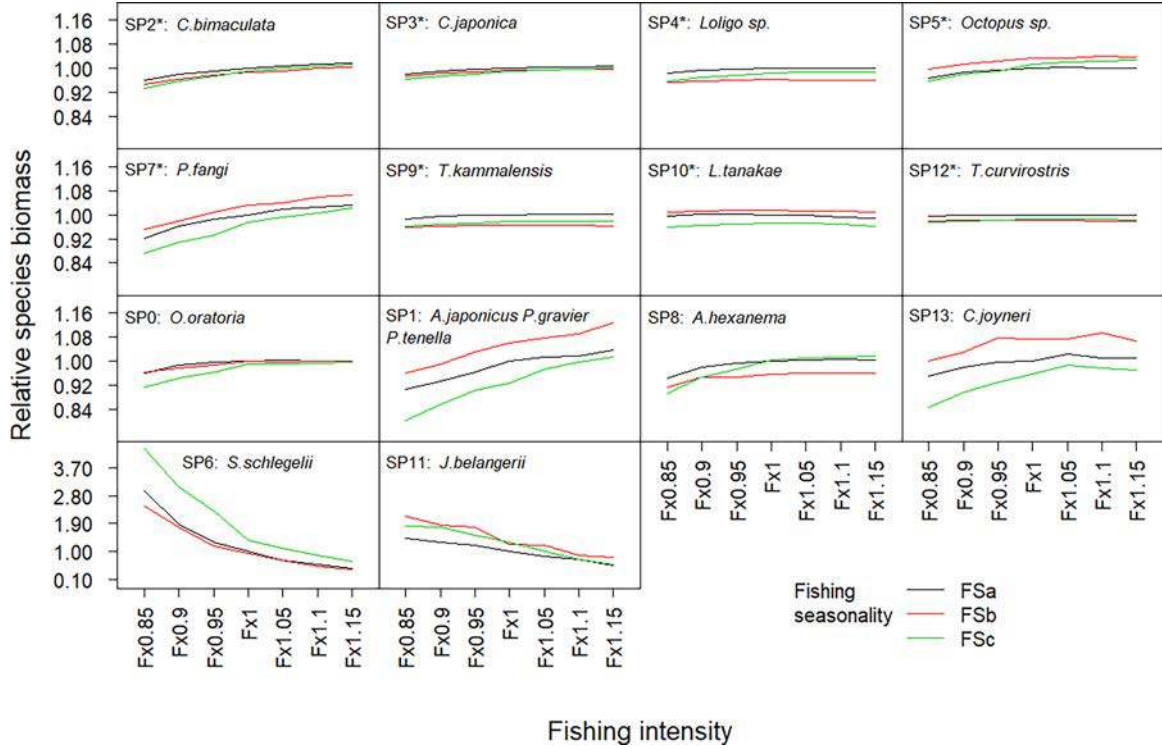 Relative species biomass
1.16
1.08
1.00
0.92
0.84
SP2*: C.bimaculata
SP3*: C.japonica
SP4*: Loligo sp.
SP5*: Octopus sp.
1.16
1.08
1.00
0.92
0.84
SP7*: P.fangi
SP9*: T.kammalensis
SP10*: L.tanakae
SP12*: T.curvirostris
1.16
1.08
1.00
0.92
0.84
SP0: O.oratoria
SP1: A.japonicus P.gravier
P.tenella
SP8: A.hexanema
SP13: C.joyneri
3.70
2.80
1.90
1.00
0.10
SP6: S.schlegelii
SP11: J.belangerii
Fx0.85
Fx0.9
Fx0.95
Fx1
Fx1.05
Fx1.1
Fx1.15
Fx0.85
Fx0.9
Fx0.95
Fx1
Fx1.05
Fx1.1
Fx1.15
Fx0.85
Fx0.9
Fx0.95
Fx1
Fx1.05
Fx1.1
Fx1.15
Fx0.85
Fx0.9
Fx0.95
Fx1
Fx1.05
Fx1.1
Fx1.15
Fishing
seasonality
FSa
FSb
FSc
Fishing intensity